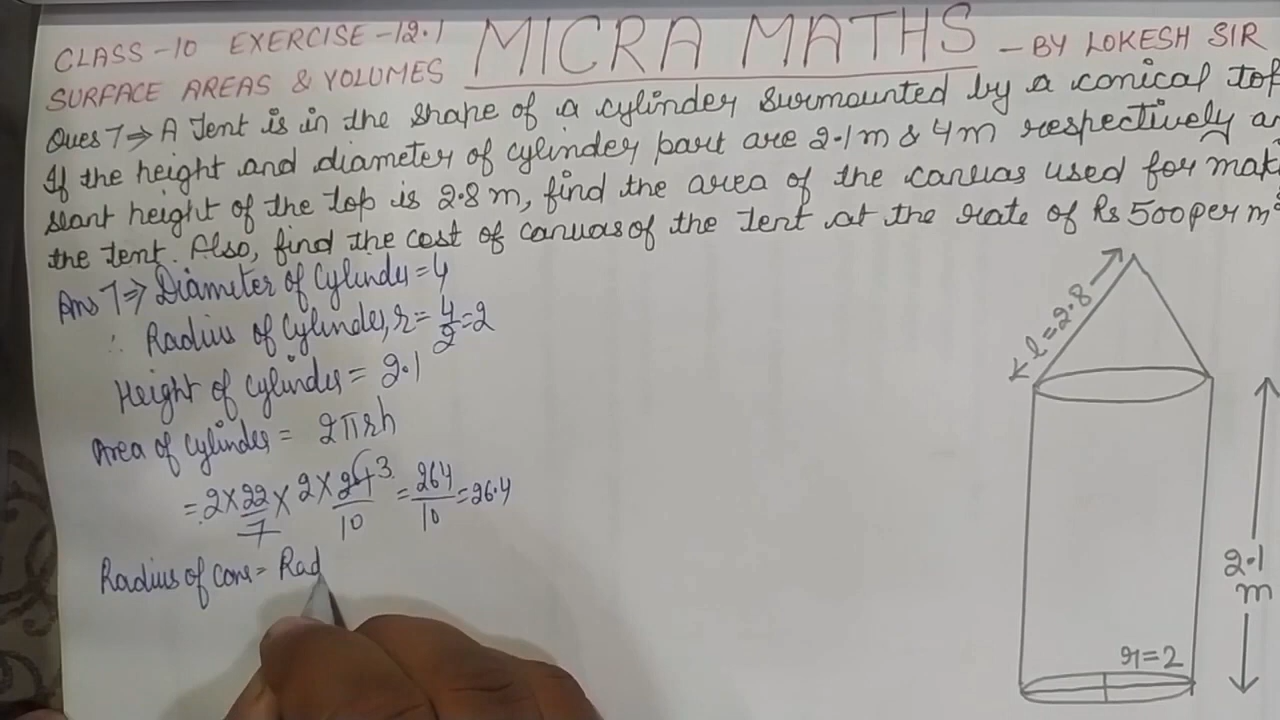 CLASS-10 EXERCISE-12.1 MICRA MATHS - BY LOKESH SIR
SURFACE AREAS & VOLUMES
Ques 7⇒ A Tent is in the shape of a cylinder surmounted by a conical top
If the height and diameter of cylinder part are 2.1m & 4m respectively an
slant height of the top is 2.8 m, find the area of the canvas used for mak
the tent. Also, find the cost of canvas of the tent at the rate of Rs 500 per m²
Ans 7⇒ Diameter of Cylinder = 4
∴ Radius of Cylinder, r = 4/2 = 2
Height of cylinder = 2.1
Area of cylinder = 2πrh
= 2 × 22/7 × 2 × 21 3/10 = 264/10 = 26.4
Radius of cone = Rad
l = 2.8
2.1
m
r=2